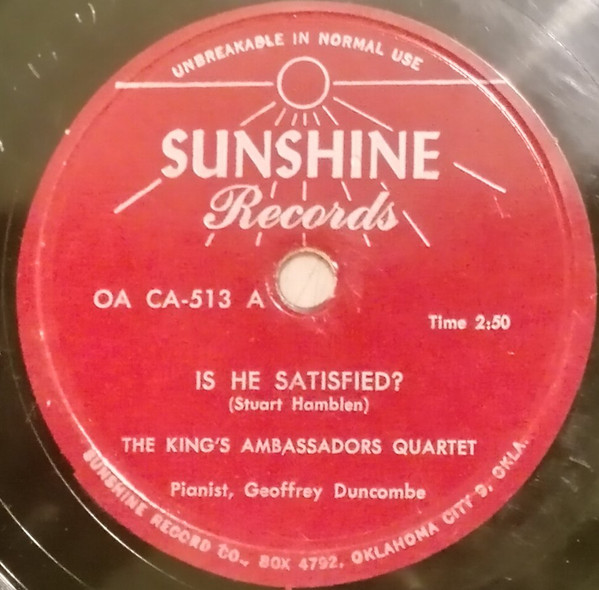 UNBREAKABLE IN NORMAL USE
SUNSHINE
Records
OA CA-513 A
Time 2:50
IS HE SATISFIED?
(Stuart Hamblen)
THE KING'S AMBASSADORS QUARTET
Pianist, Geoffrey Duncombe
SUNSHINE RECORD CO., BOX 4792, OKLAHOMA CITY 9, OKLA.